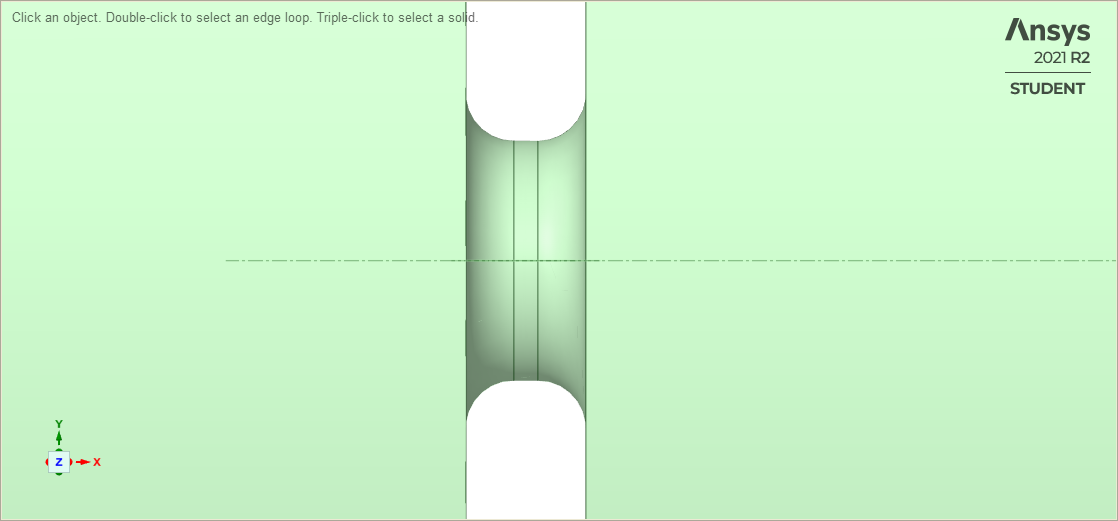 Click an object. Double-click to select an edge loop. Triple-click to select a solid.
Ansys
2021 R2
STUDENT
Y
Z
X